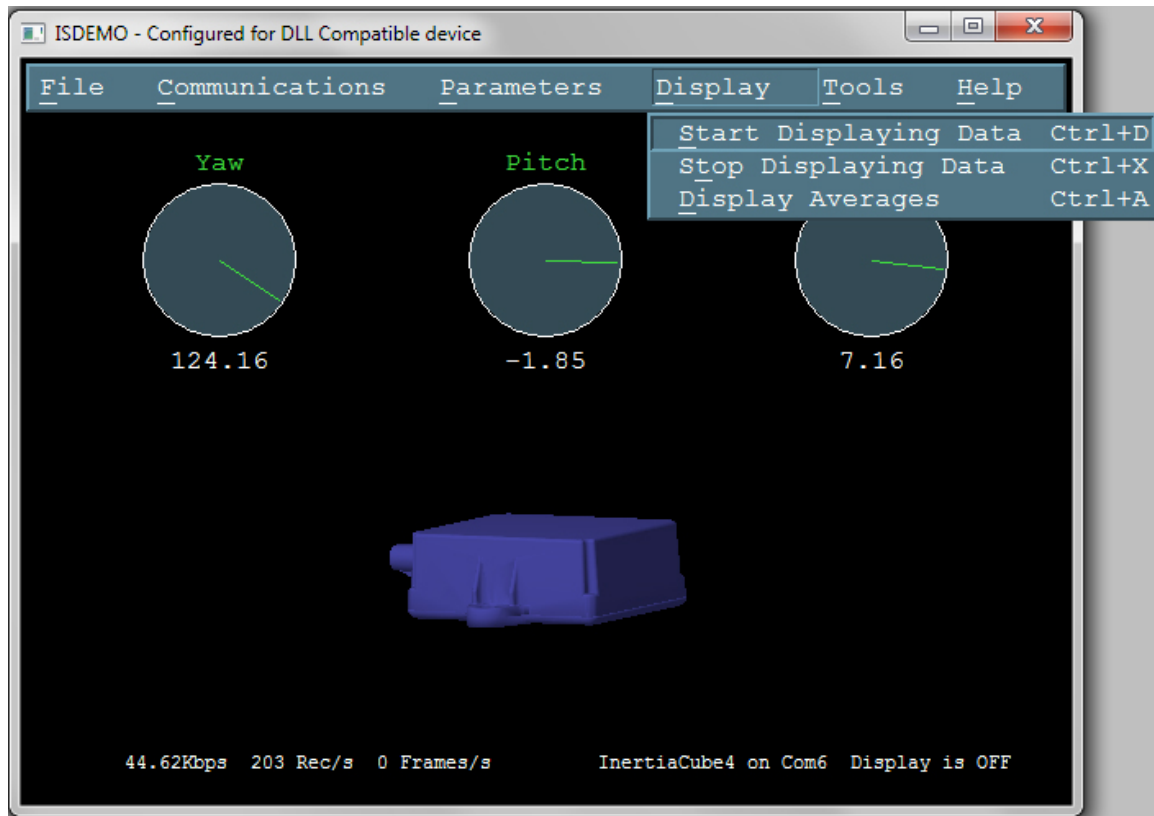 ISDEMO - Configured for DLL Compatible device
File Communications Parameters Display Tools Help
Start Displaying Data Ctrl+D
Stop Displaying Data Ctrl+X
Display Averages Ctrl+A
Yaw Pitch
124.16 -1.85 7.16
44.62Kbps 203 Rec/s 0 Frames/s InertiaCube4 on Com6 Display is OFF